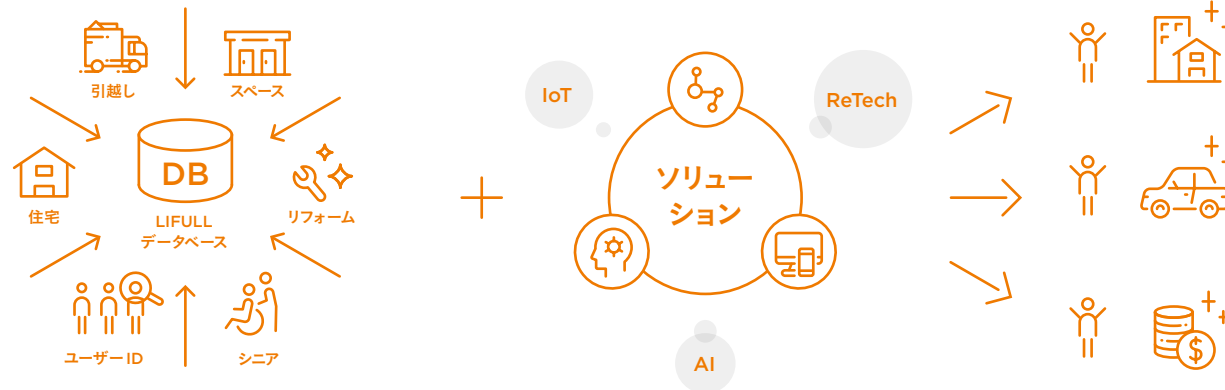 引越し
スペース
住宅
DB
LIFULL
データベース
リフォーム
ユーザー ID
シニア
IoT
ReTech
ソリュー
ション
AI
$